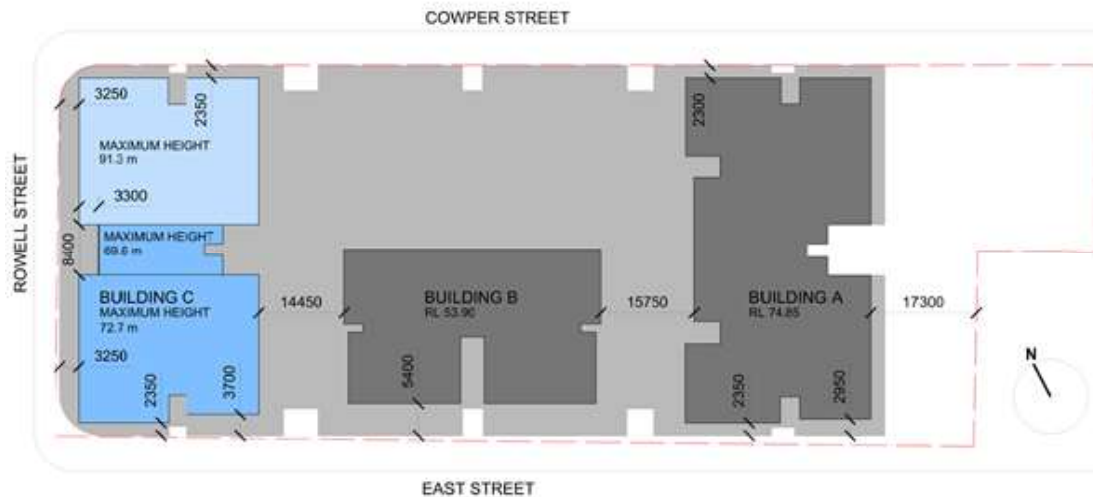 COWPER STREET
ROWELL STREET
3250
2350
2300
MAXIMUM HEIGHT
91.3 m
3300
8400
MAXIMUM HEIGHT
69.6 m
BUILDING C
MAXIMUM HEIGHT
72.7 m
14450
BUILDING B
RL 53.90
15750
BUILDING A
RL 74.85
17300
3250
2350
3700
5400
2350
2950
N
EAST STREET